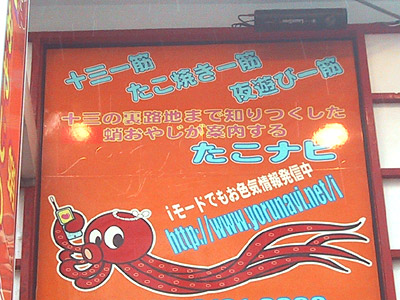 十三一筋
たこ焼き一筋
夜遊び一筋
十三の裏路地まで知りつくした
蛸おやじが案内する
たこナビ
iモードでもお色気情報発信中
http://www.yorunavi.net/i